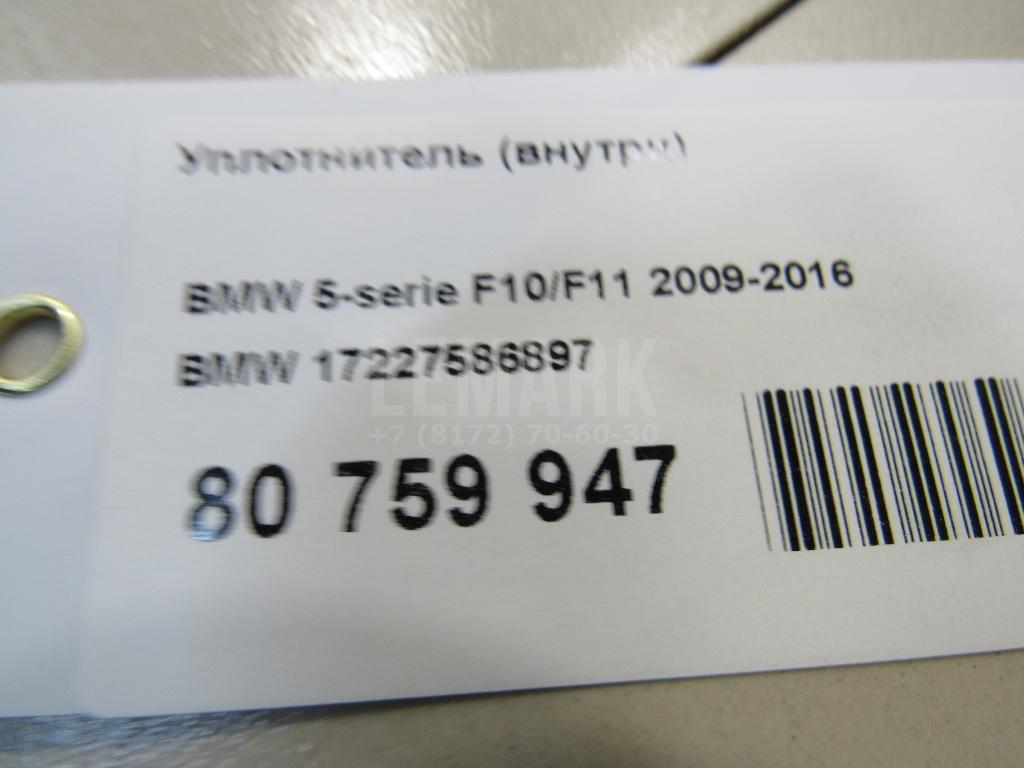 Уплотнитель (внутри)
BMW 5-serie F10/F11 2009-2016
BMW 17227586897
LEMARK
+7 (8172) 70-60-30
80 759 947